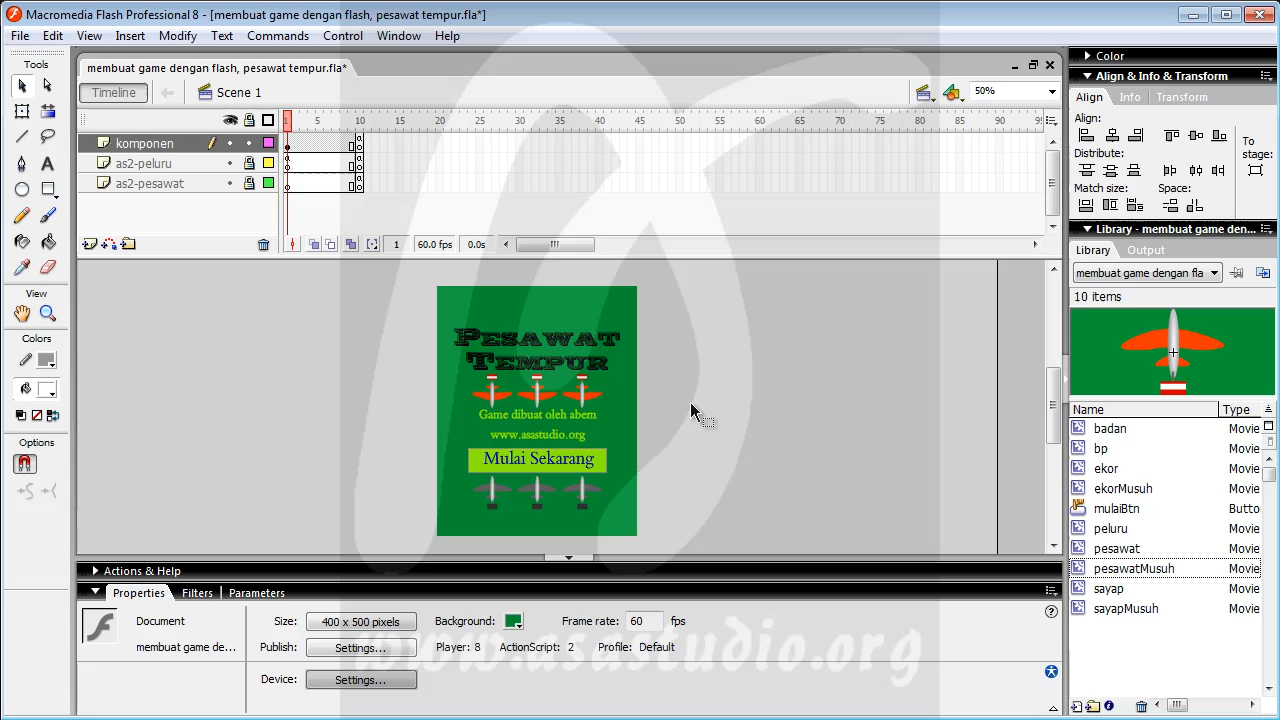 Macromedia Flash Professional 8 - [membuat game dengan flash, pesawat tempur.fla*]
File Edit View Insert Modify Text Commands Control Window Help
Tools
View
Colors
Options
membuat game dengan flash, pesawat tempur.fla*
Timeline
Scene 1
50%
1 5 10 15 20 25 30 35 40 45 50 55 60 65 70 75 80 85 90 95
komponen
as2-peluru
as2-pesawat
1 60.0 fps 0.0s
Pesawat
Tempur
Game dibuat oleh abem
www.asastudio.org
Mulai Sekarang
Actions & Help
Properties Filters Parameters
Document
membuat game de...
Size: 400 x 500 pixels Background: Frame rate: 60 fps
Publish: Settings... Player: 8 ActionScript: 2 Profile: Default
Device: Settings...
www.asastudio.org
Color
Align & Info & Transform
Align Info Transform
Align:
Distribute:
Match size: Space:
To stage:
Library - membuat game den...
Library Output
membuat game dengan fla
10 items
Name Type
badan Movie
bp Movie
ekor Movie
ekorMusuh Movie
mulaiBtn Butto
peluru Movie
pesawat Movie
pesawatMusuh Movie
sayap Movie
sayapMusuh Movie